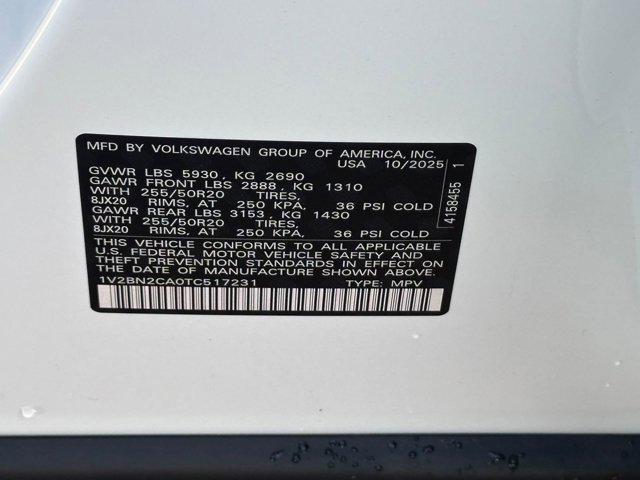 MFD BY VOLKSWAGEN GROUP OF AMERICA, INC.
USA 10/2025
GVWR LBS 5930, KG 2690
GAWR FRONT LBS 2888, KG 1310
WITH 255/50R20 TIRES,
8JX20 RIMS, AT 250 KPA, 36 PSI COLD
GAWR REAR LBS 3153, KG 1430
WITH 255/50R20 TIRES,
8JX20 RIMS, AT 250 KPA, 36 PSI COLD
THIS VEHICLE CONFORMS TO ALL APPLICABLE
U.S. FEDERAL MOTOR VEHICLE SAFETY AND
THEFT PREVENTION STANDARDS IN EFFECT ON
THE DATE OF MANUFACTURE SHOWN ABOVE.
1V2BN2CA0TC517231 TYPE: MPV
4158455 1